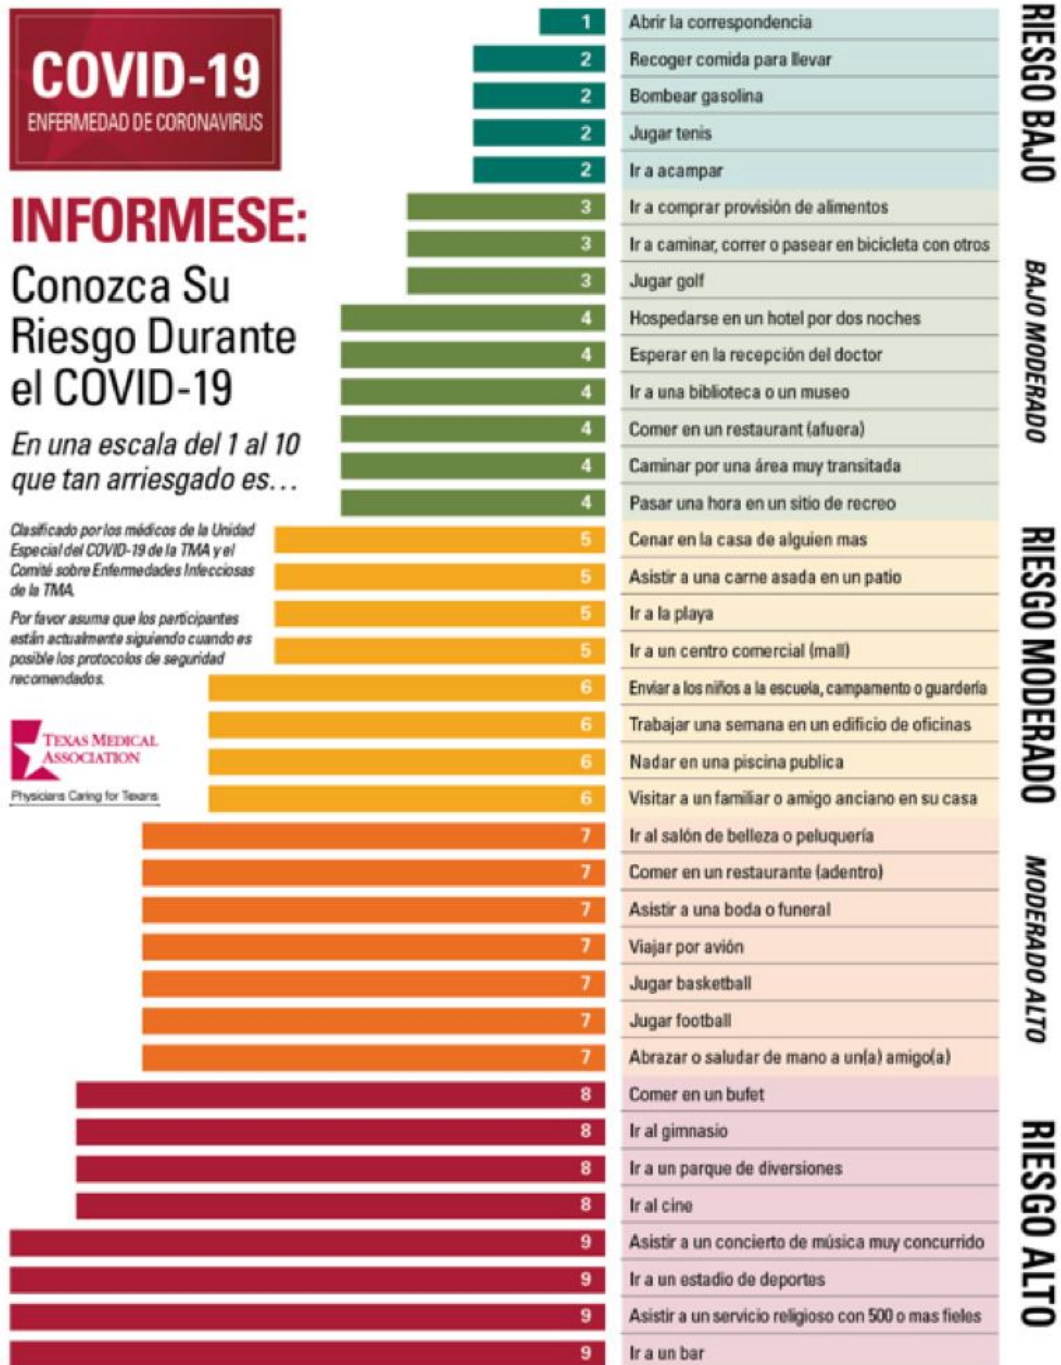 COVID-19
ENFERMEDAD DE CORONAVIRUS
INFORMESE:
Conozca Su
Riesgo Durante
el COVID-19
En una escala del 1 al 10
que tan arriesgado es...
Clasificado por los médicos de la Unidad
Especial del COVID-19 de la TMA y el
Comité sobre Enfermedades Infecciosas
de la TMA.
Por favor asuma que los participantes
están actualmente siguiendo cuando es
posible los protocolos de seguridad
recomendados.
TEXAS MEDICAL
ASSOCIATION
Physicians Caring for Texans
1 Abrir la correspondencia
2 Recoger comida para llevar
2 Bombear gasolina
2 Jugar tenis
2 Ir a acampar
3 Ir a comprar provisión de alimentos
3 Ir a caminar, correr o pasear en bicicleta con otros
3 Jugar golf
4 Hospedarse en un hotel por dos noches
4 Esperar en la recepción del doctor
4 Ir a una biblioteca o un museo
4 Comer en un restaurant (afuera)
4 Caminar por una área muy transitada
4 Pasar una hora en un sitio de recreo
5 Cenar en la casa de alguien mas
5 Asistir a una carne asada en un patio
5 Ir a la playa
5 Ir a un centro comercial (mall)
6 Enviar a los niños a la escuela, campamento o guardería
6 Trabajar una semana en un edificio de oficinas
6 Nadar en una piscina publica
6 Visitar a un familiar o amigo anciano en su casa
7 Ir al salón de belleza o peluquería
7 Comer en un restaurante (adentro)
7 Asistir a una boda o funeral
7 Viajar por avión
7 Jugar basketball
7 Jugar football
7 Abrazar o saludar de mano a un(a) amigo(a)
8 Comer en un bufet
8 Ir al gimnasio
8 Ir a un parque de diversiones
8 Ir al cine
9 Asistir a un concierto de música muy concurrido
9 Ir a un estadio de deportes
9 Asistir a un servicio religioso con 500 o mas fieles
9 Ir a un bar
RIESGO BAJO
BAJO MODERADO
RIESGO MODERADO
MODERADO ALTO
RIESGO ALTO